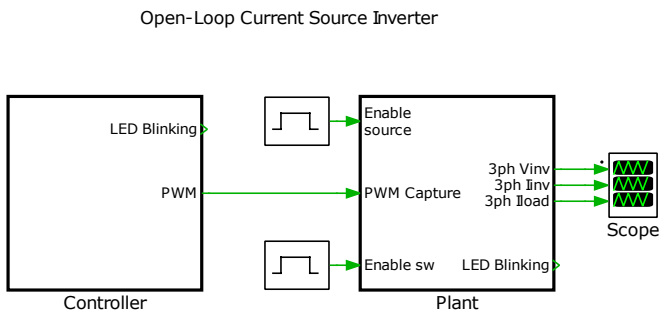 Open-Loop Current Source Inverter
LED Blinking
PWM
Controller
Enable
source
PWM Capture
Enable sw
3ph Vinv
3ph Iinv
3ph Iload
LED Blinking
Plant
Scope